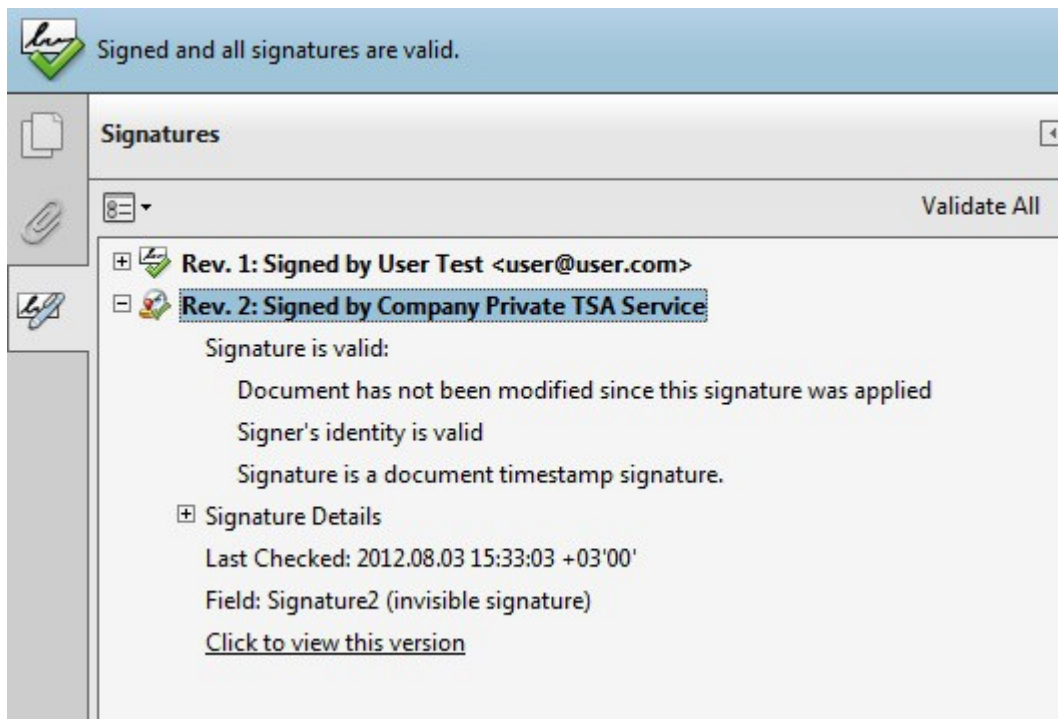 Signed and all signatures are valid.
Signatures
Validate All
Rev. 1: Signed by User Test <user@user.com>
Rev. 2: Signed by Company Private TSA Service
Signature is valid:
Document has not been modified since this signature was applied
Signer's identity is valid
Signature is a document timestamp signature.
Signature Details
Last Checked: 2012.08.03 15:33:03 +03'00'
Field: Signature2 (invisible signature)
Click to view this version